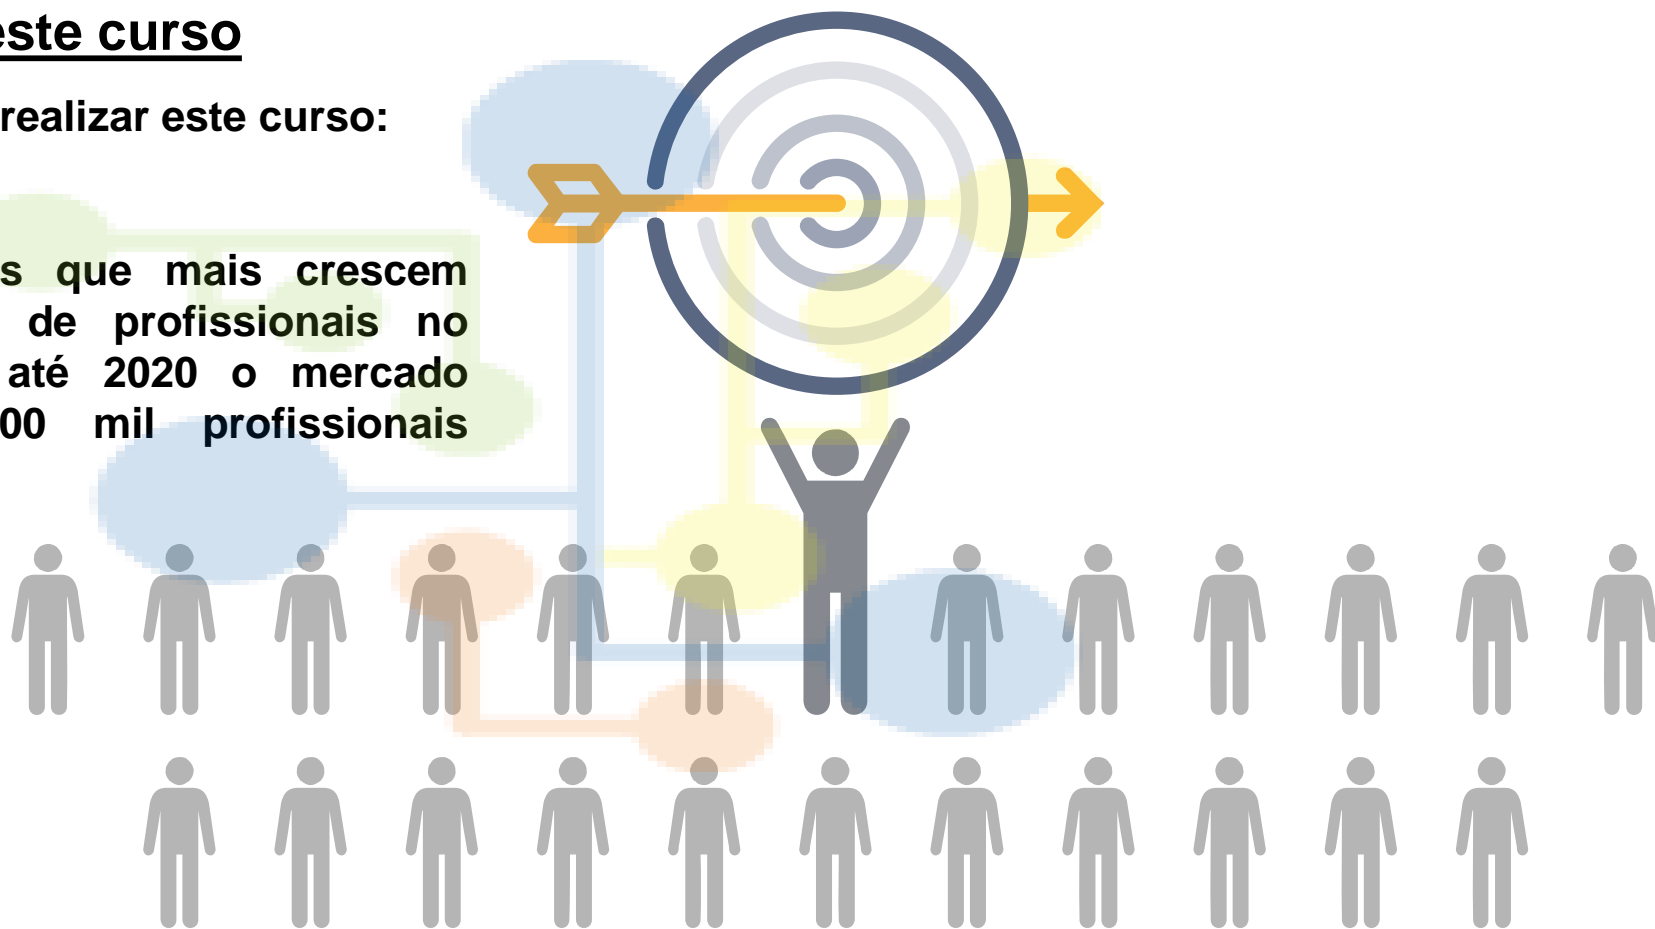 este curso
realizar este curso:
s que mais crescem
de profissionais no
até 2020 o mercado
00 mil profissionais